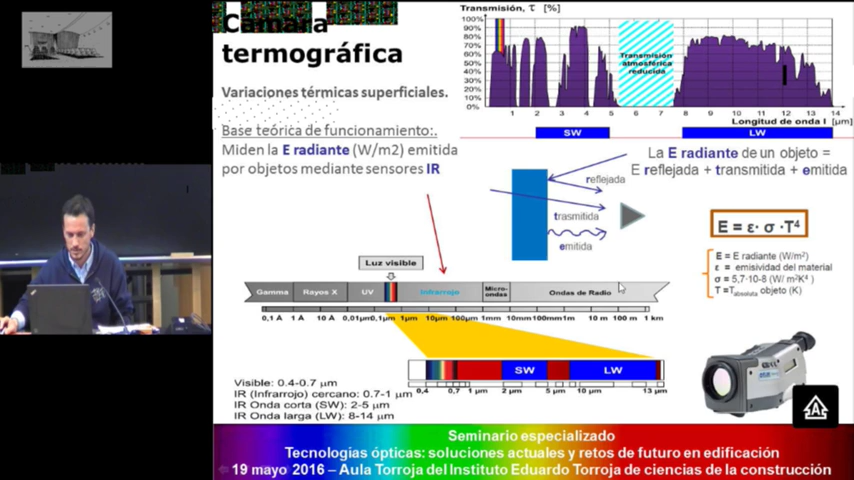 Cámara
termográfica
Variaciones térmicas superficiales.
Base teórica de funcionamiento:.
Miden la E radiante (W/m2) emitida
por objetos mediante sensores IR
Transmisión, τ [%]
100%
90%
80%
70%
60%
50%
40%
30%
20%
10%
0%
Transmisión
atmosférica
reducida
1 2 3 4 5 6 7 8 9 10 11 12 13 14
Longitud de onda l [µm]
SW LW
La E radiante de un objeto =
E reflejada + transmitida + emitida
reflejada
trasmitida
emitida
E = ε· σ ·T⁴
E = E radiante (W/m²)
ε = emisividad del material
σ = 5,7·10-8 (W/ m²K⁴ )
T =Tabsoluta objeto (K)
Luz visible
Gamma Rayos X UV Infrarrojo Micro-ondas Ondas de Radio
0,1 Å 1 Å 10 Å 0,01µm 0,1µm 1µm 10µm 100µm 1mm 10mm 100mm 1m 10 m 100 m 1 km
SW LW
0,4 0,7 1 µm 2 µm 5 µm 8 µm 13 µm
Visible: 0.4-0.7 µm
IR (Infrarrojo) cercano: 0.7-1 µm
IR Onda corta (SW): 2-5 µm
IR Onda larga (LW): 8-14 µm
Seminario especializado
Tecnologías ópticas: soluciones actuales y retos de futuro en edificación
19 mayo 2016 – Aula Torroja del Instituto Eduardo Torroja de ciencias de la construcción